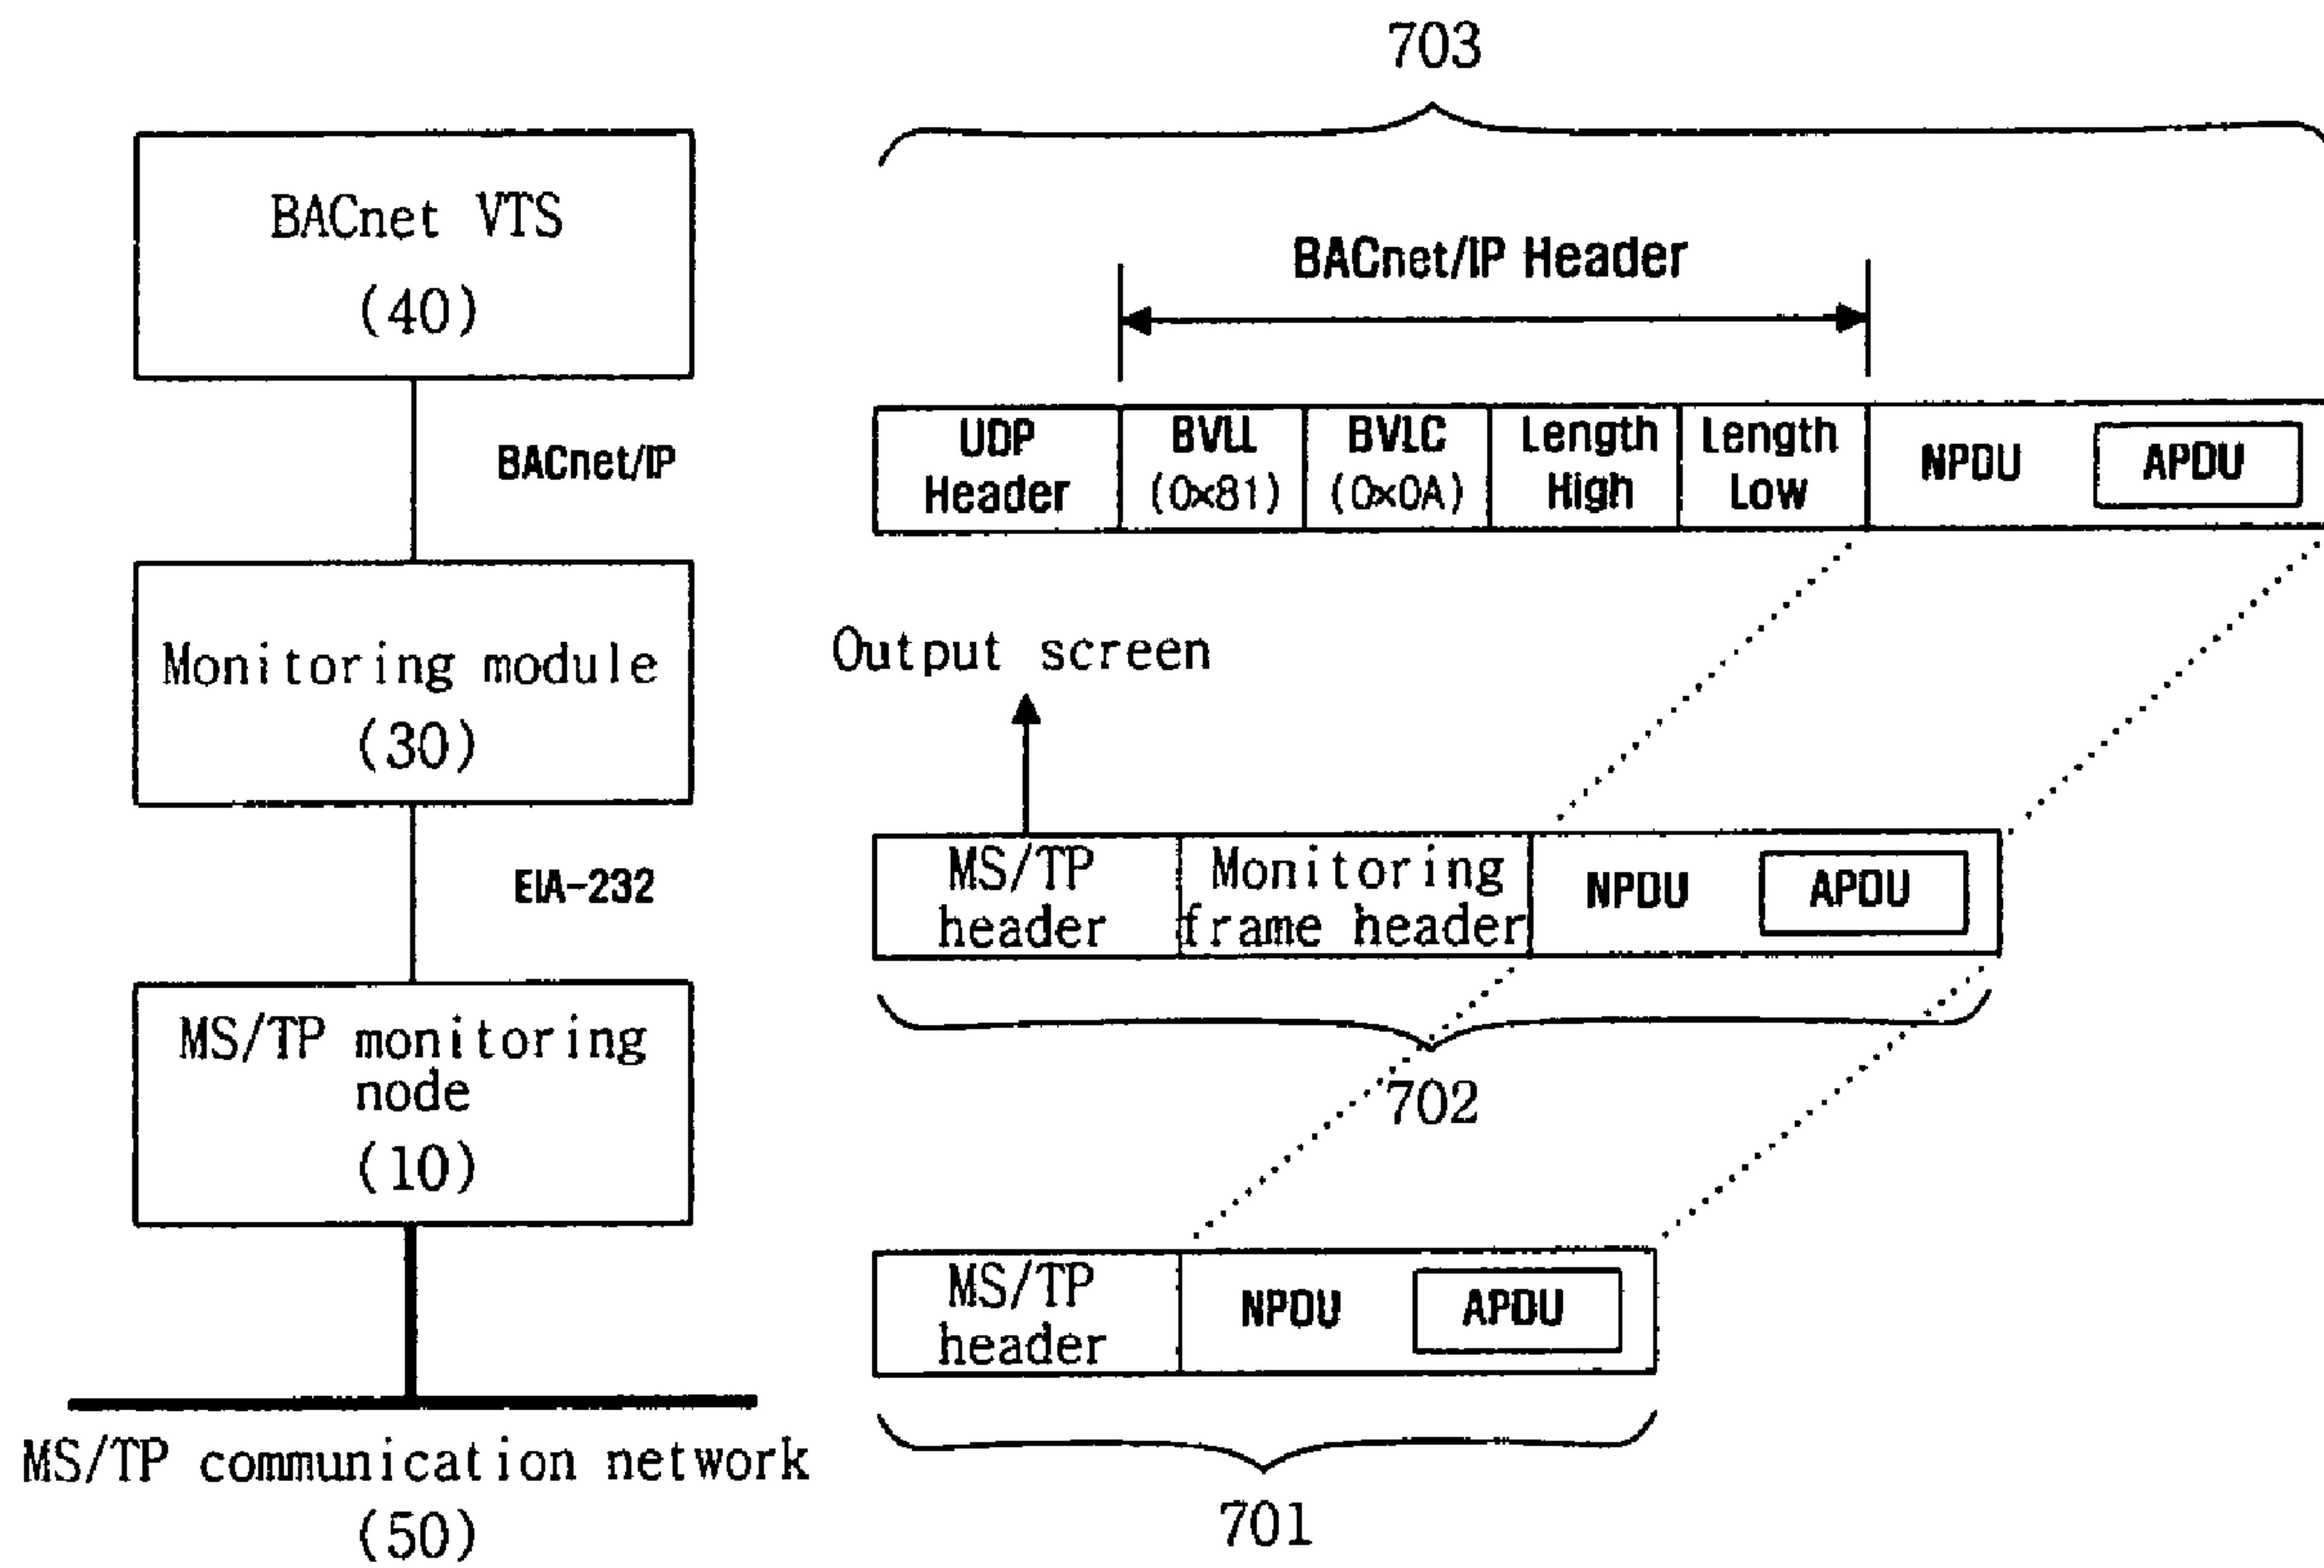 703
BACnet VTS
(40)
BACnet/IP Header
UDP
Header
BVLL
(0x81)
BVLC
(0x0A)
Length
High
Length
Low
NPDU
APDU
BACnet/IP
Monitoring module
(30)
Output screen
MS/TP
header
Monitoring
frame header
NPDU
APDU
EIA-232
702
MS/TP monitoring
node
(10)
MS/TP
header
NPDU
APDU
701
MS/TP communication network
(50)